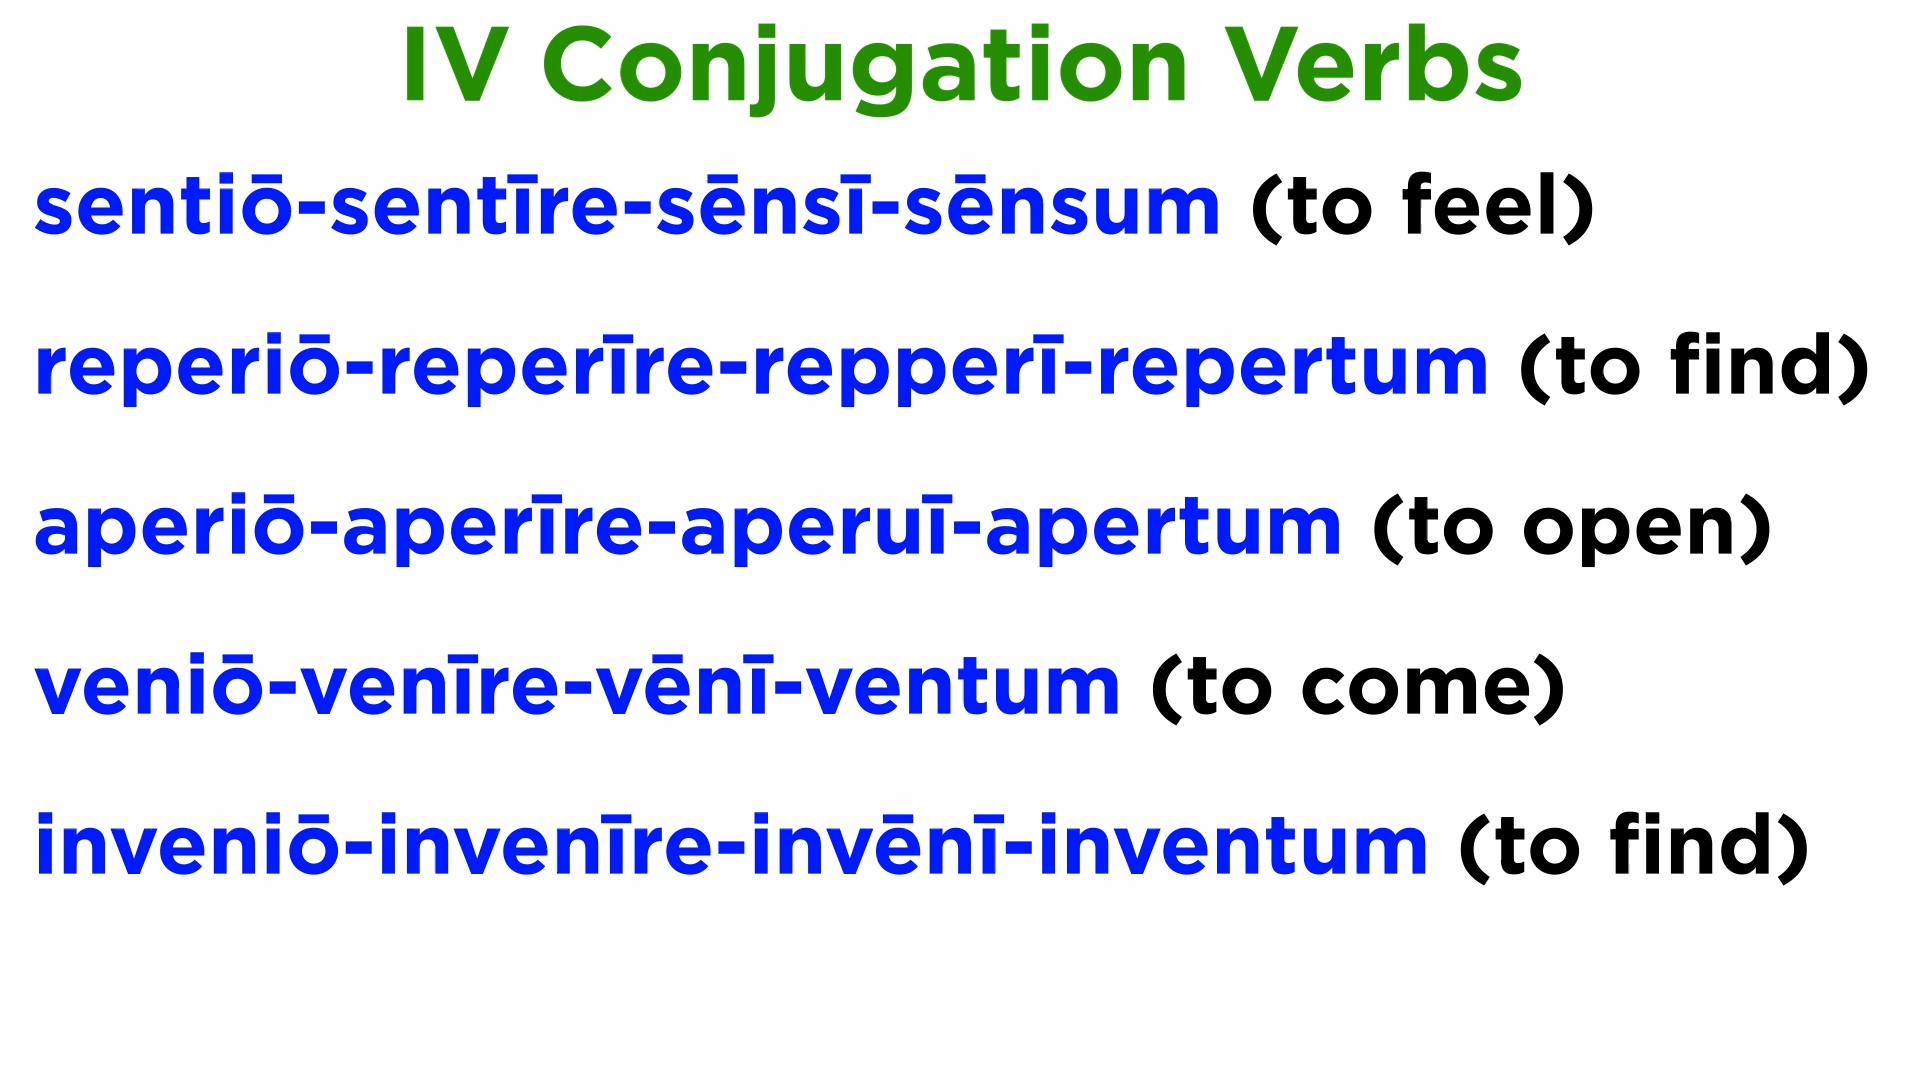 IV Conjugation Verbs
sentiō-sentīre-sēnsī-sēnsum (to feel)
reperiō-reperīre-repperī-repertum (to find)
aperiō-aperīre-aperuī-apertum (to open)
veniō-venīre-vēnī-ventum (to come)
inveniō-invenīre-invēnī-inventum (to find)